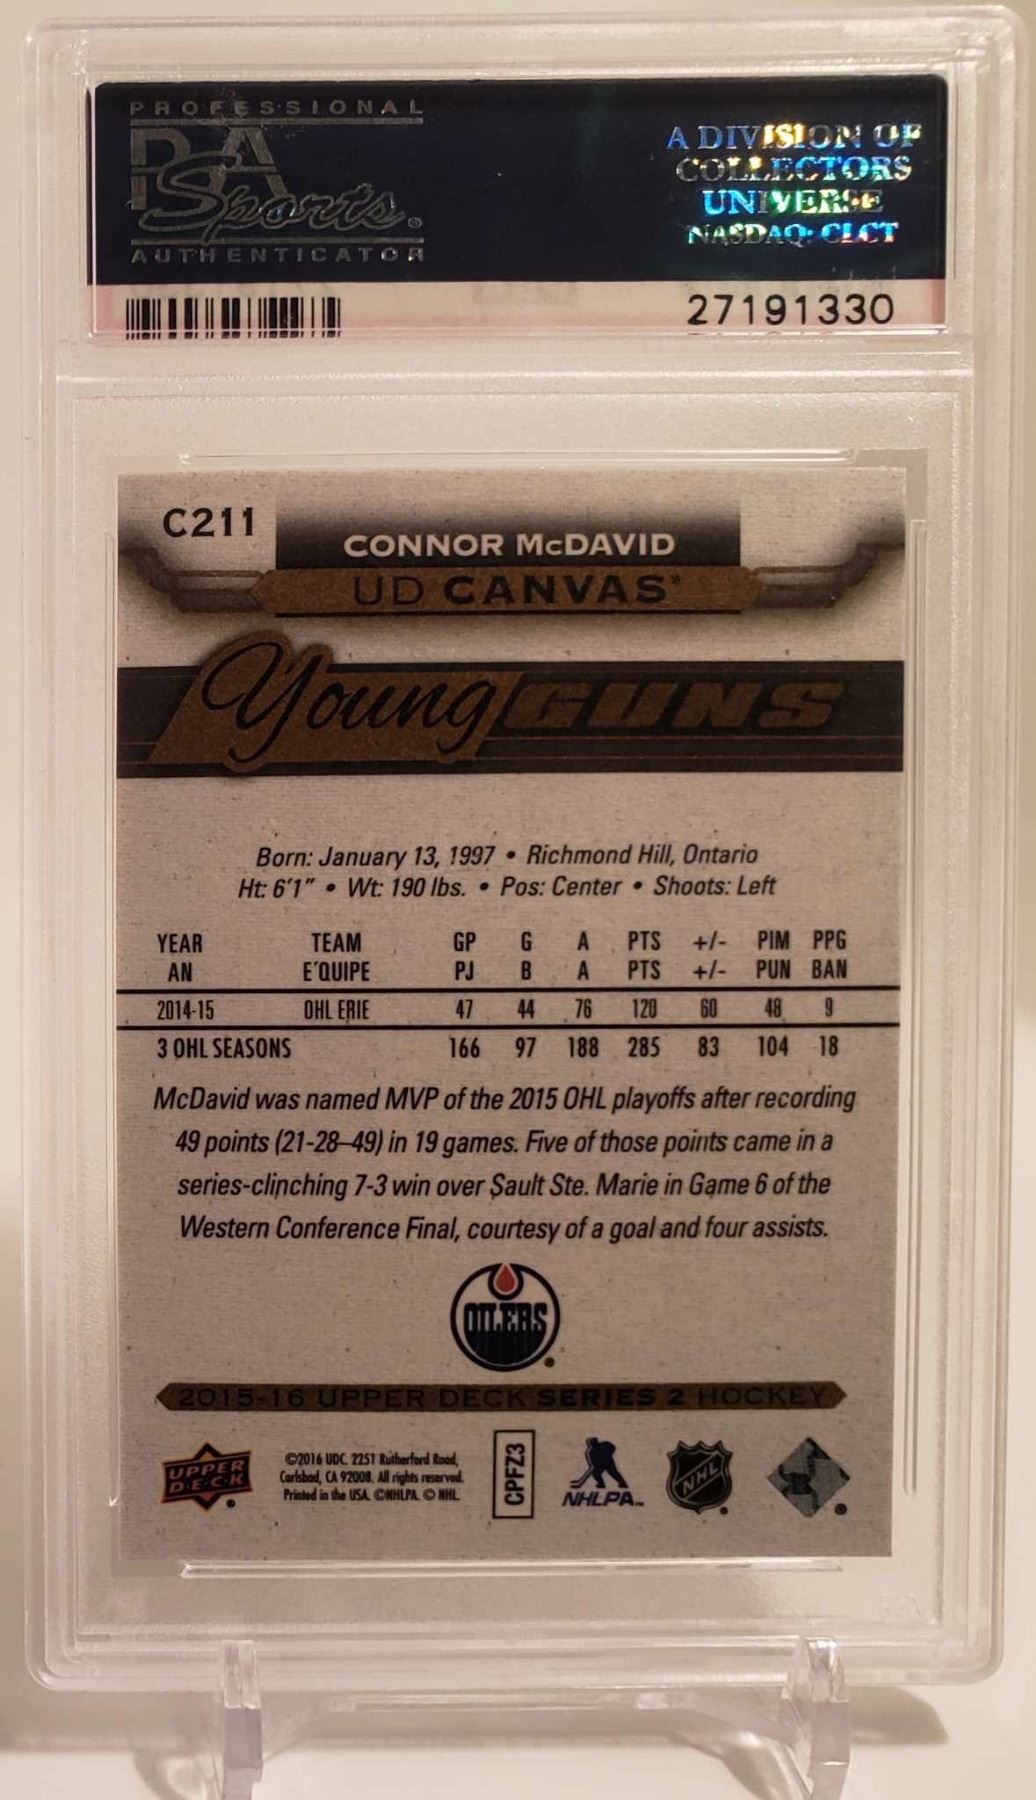 PROFESSIONAL
PSA
Sports®
AUTHENTICATOR
A DIVISION OF
COLLECTORS
UNIVERSE
NASDAQ: CLCT
27191330
C211
CONNOR McDAVID
UD CANVAS
Young GUNS
Born: January 13, 1997 • Richmond Hill, Ontario
Ht: 6'1" • Wt: 190 lbs. • Pos: Center • Shoots: Left
YEAR TEAM GP G A PTS +/- PIM PPG
AN E'QUIPE PJ B A PTS +/- PUN BAN
2014-15 OHL ERIE 47 44 76 120 60 48 9
3 OHL SEASONS 166 97 188 285 83 104 18
McDavid was named MVP of the 2015 OHL playoffs after recording
49 points (21-28–49) in 19 games. Five of those points came in a
series-clinching 7-3 win over Sault Ste. Marie in Game 6 of the
Western Conference Final, courtesy of a goal and four assists.
OILERS
2015-16 UPPER DECK SERIES 2 HOCKEY
UPPER
D·E·C·K
©2016 UDC. 2251 Rutherford Road,
Carlsbad, CA 92008. All rights reserved.
Printed in the USA. ©NHLPA. © NHL.
CPFZ3
NHLPA™
NHL